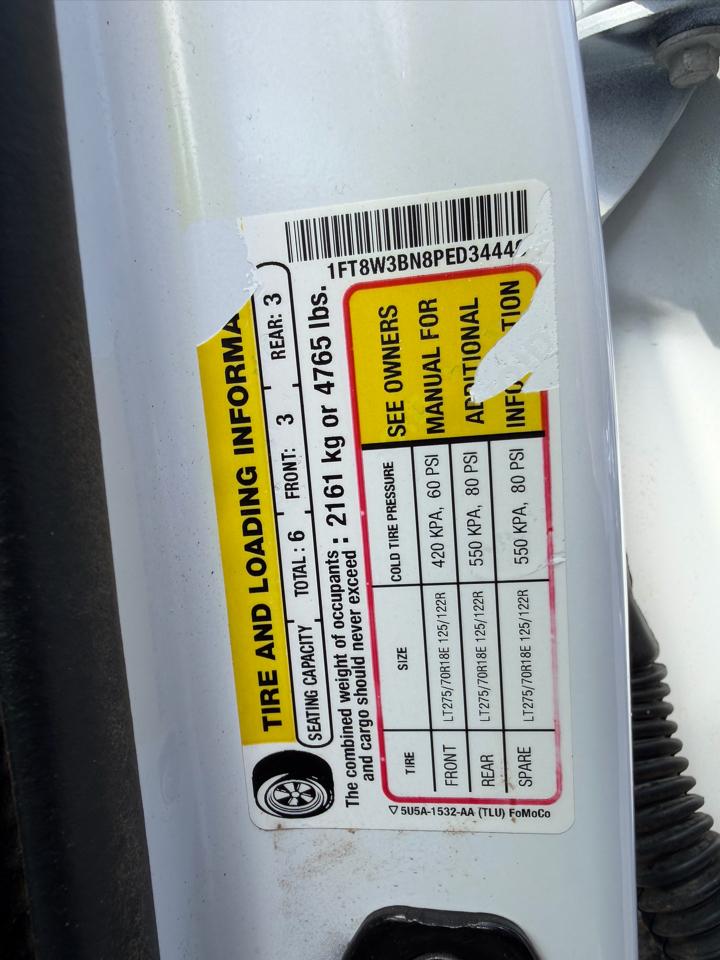 1FT8W3BN8PED3444
TIRE AND LOADING INFORMA
SEATING CAPACITY TOTAL: 6 FRONT: 3 REAR: 3
The combined weight of occupants
and cargo should never exceed : 2161 kg or 4765 lbs.
TIRE SIZE COLD TIRE PRESSURE
FRONT LT275/70R18E 125/122R 420 KPA, 60 PSI
REAR LT275/70R18E 125/122R 550 KPA, 80 PSI
SPARE LT275/70R18E 125/122R 550 KPA, 80 PSI
SEE OWNERS
MANUAL FOR
ADDITIONAL
INFO TION
5U5A-1532-AA (TLU) FoMoCo